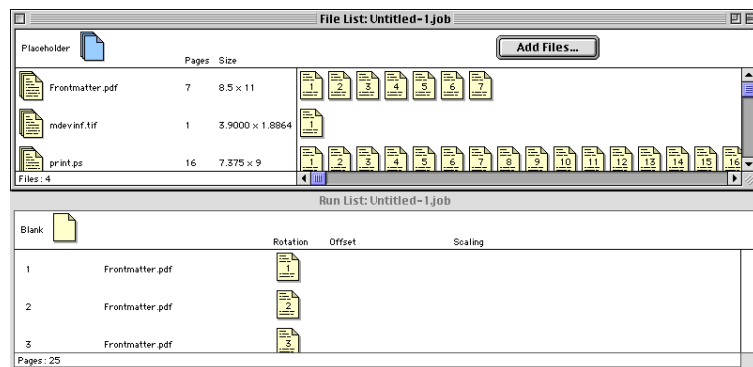 File List: Untitled-1.job
Placeholder
Add Files...
Pages Size
Frontmatter.pdf 7 8.5 x 11 1 2 3 4 5 6 7
mdevinf.tif 1 3.9000 x 1.8864 1
print.ps 16 7.375 x 9 1 2 3 4 5 6 7 8 9 10 11 12 13 14 15 16
Files: 4
Run List: Untitled-1.job
Blank
Rotation Offset Scaling
1 Frontmatter.pdf 1
2 Frontmatter.pdf 2
3 Frontmatter.pdf 3
Pages: 25